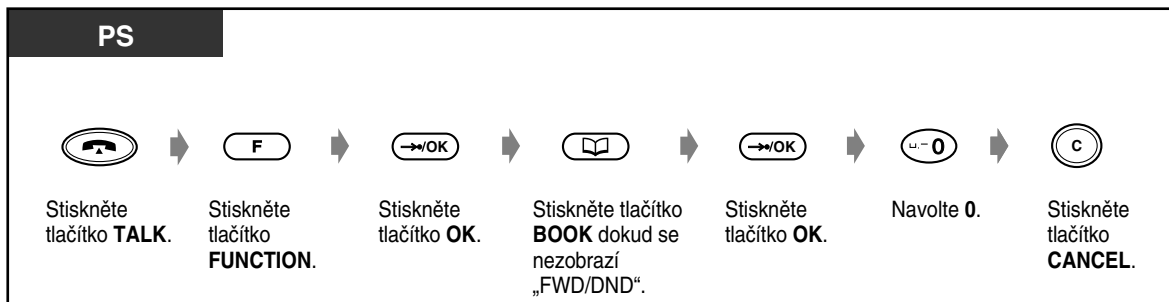 PS
F
/OK
/OK
0
C
Stiskněte
tlačítko TALK.
Stiskněte
tlačítko
FUNCTION.
Stiskněte
tlačítko OK.
Stiskněte tlačítko
BOOK dokud se
nezobrazí
„FWD/DND“.
Stiskněte
tlačítko OK.
Navolte 0.
Stiskněte
tlačítko
CANCEL.